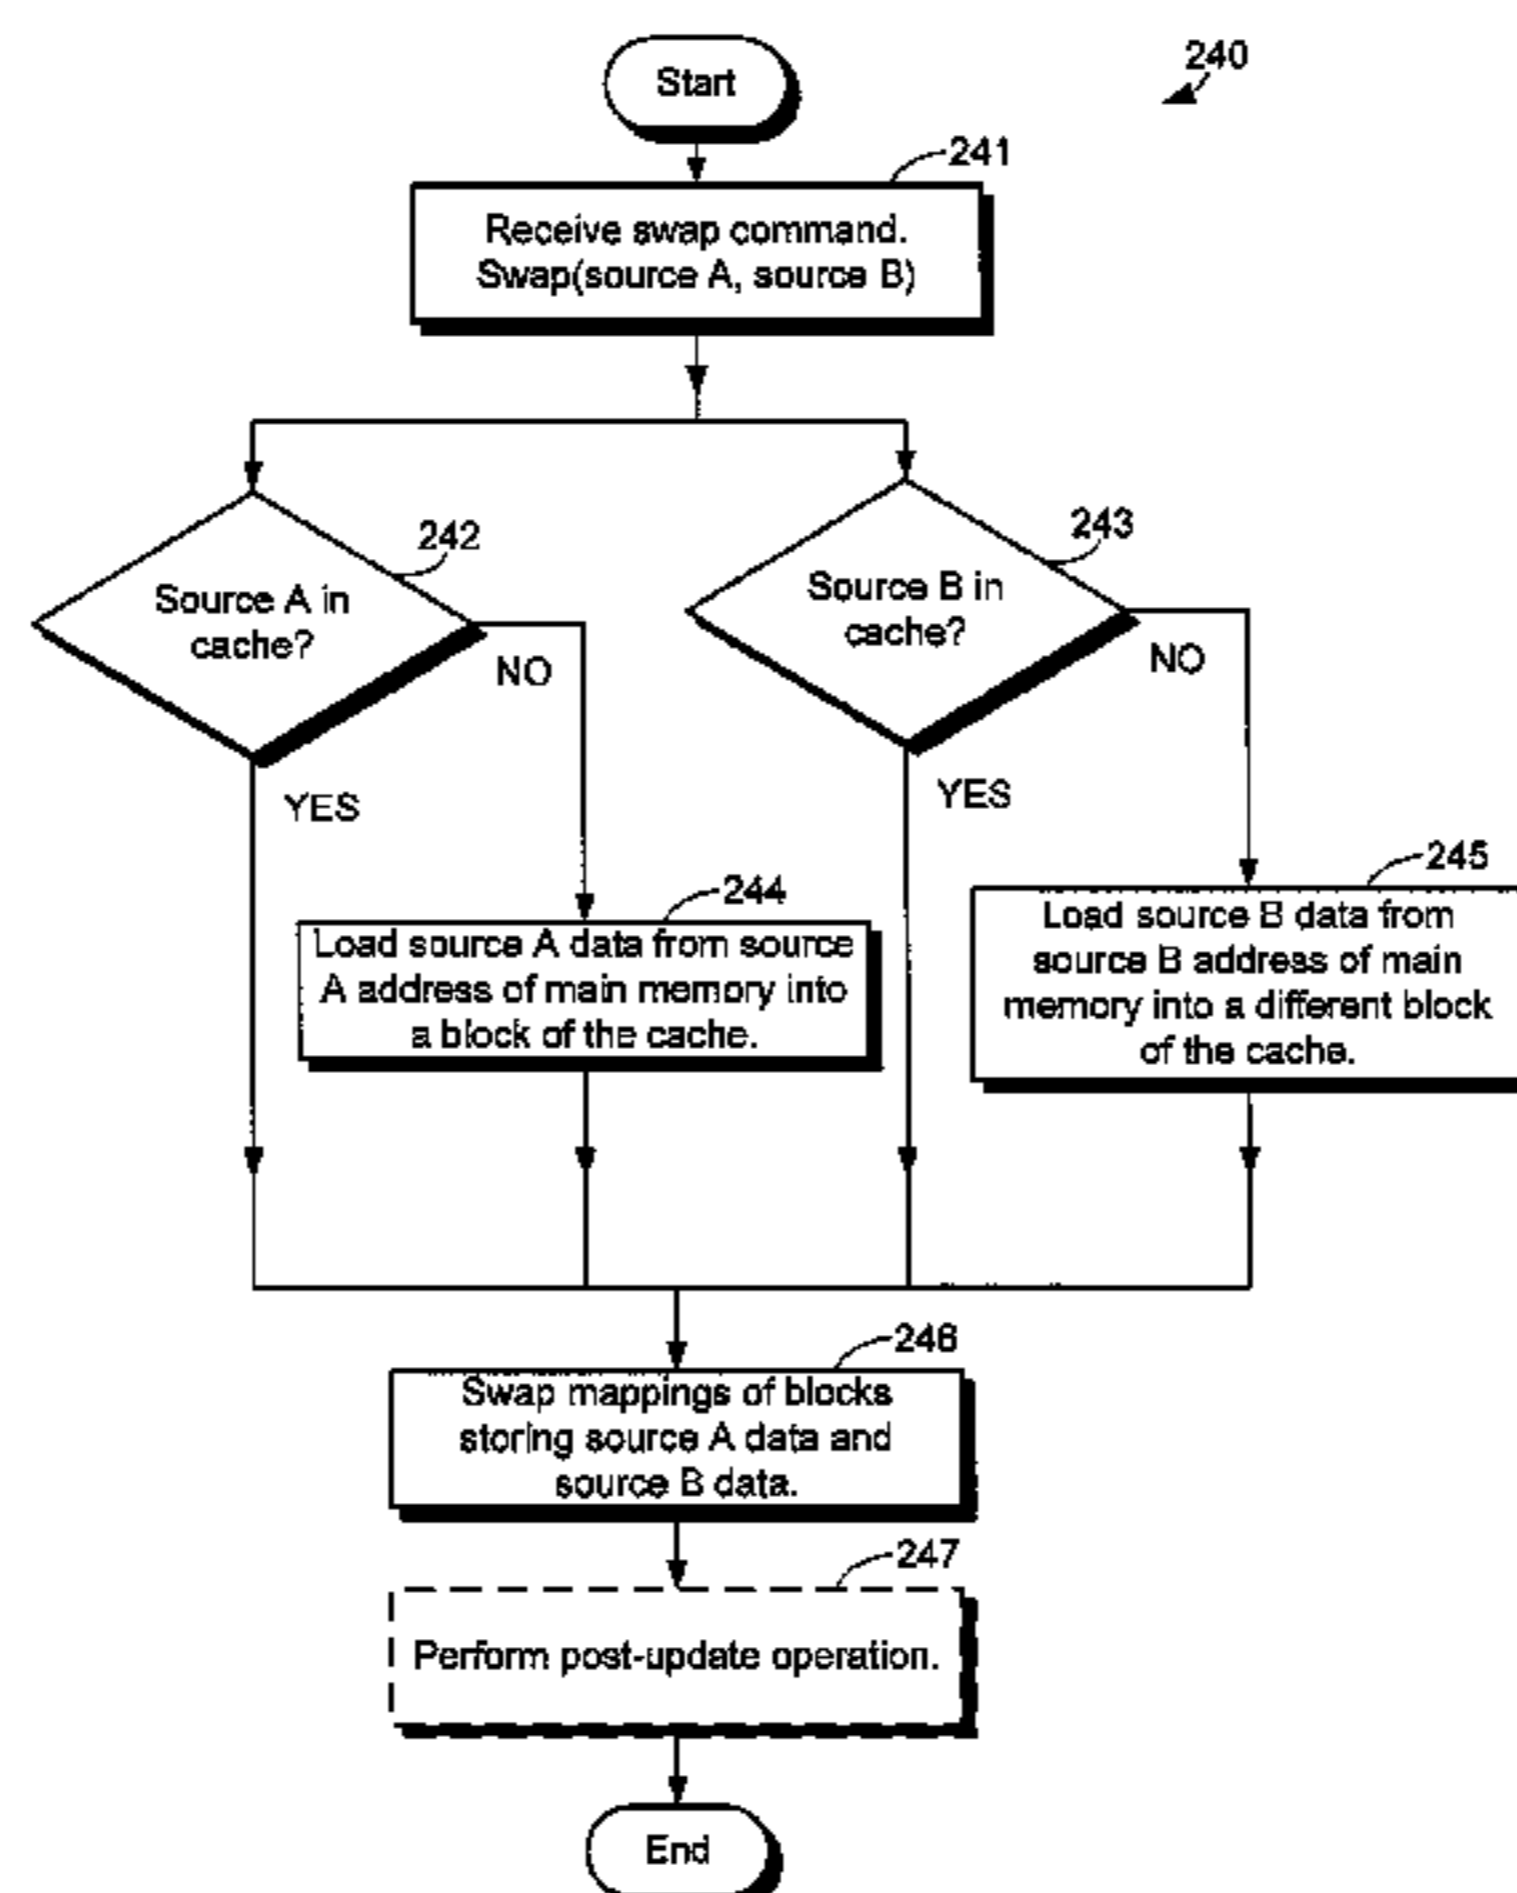 Start
240
241
Receive swap command.
Swap(source A, source B)
242
Source A in
cache?
NO
YES
243
Source B in
cache?
NO
YES
244
Load source A data from source
A address of main memory into
a block of the cache.
245
Load source B data from
source B address of main
memory into a different block
of the cache.
246
Swap mappings of blocks
storing source A data and
source B data.
247
Perform post-update operation.
End